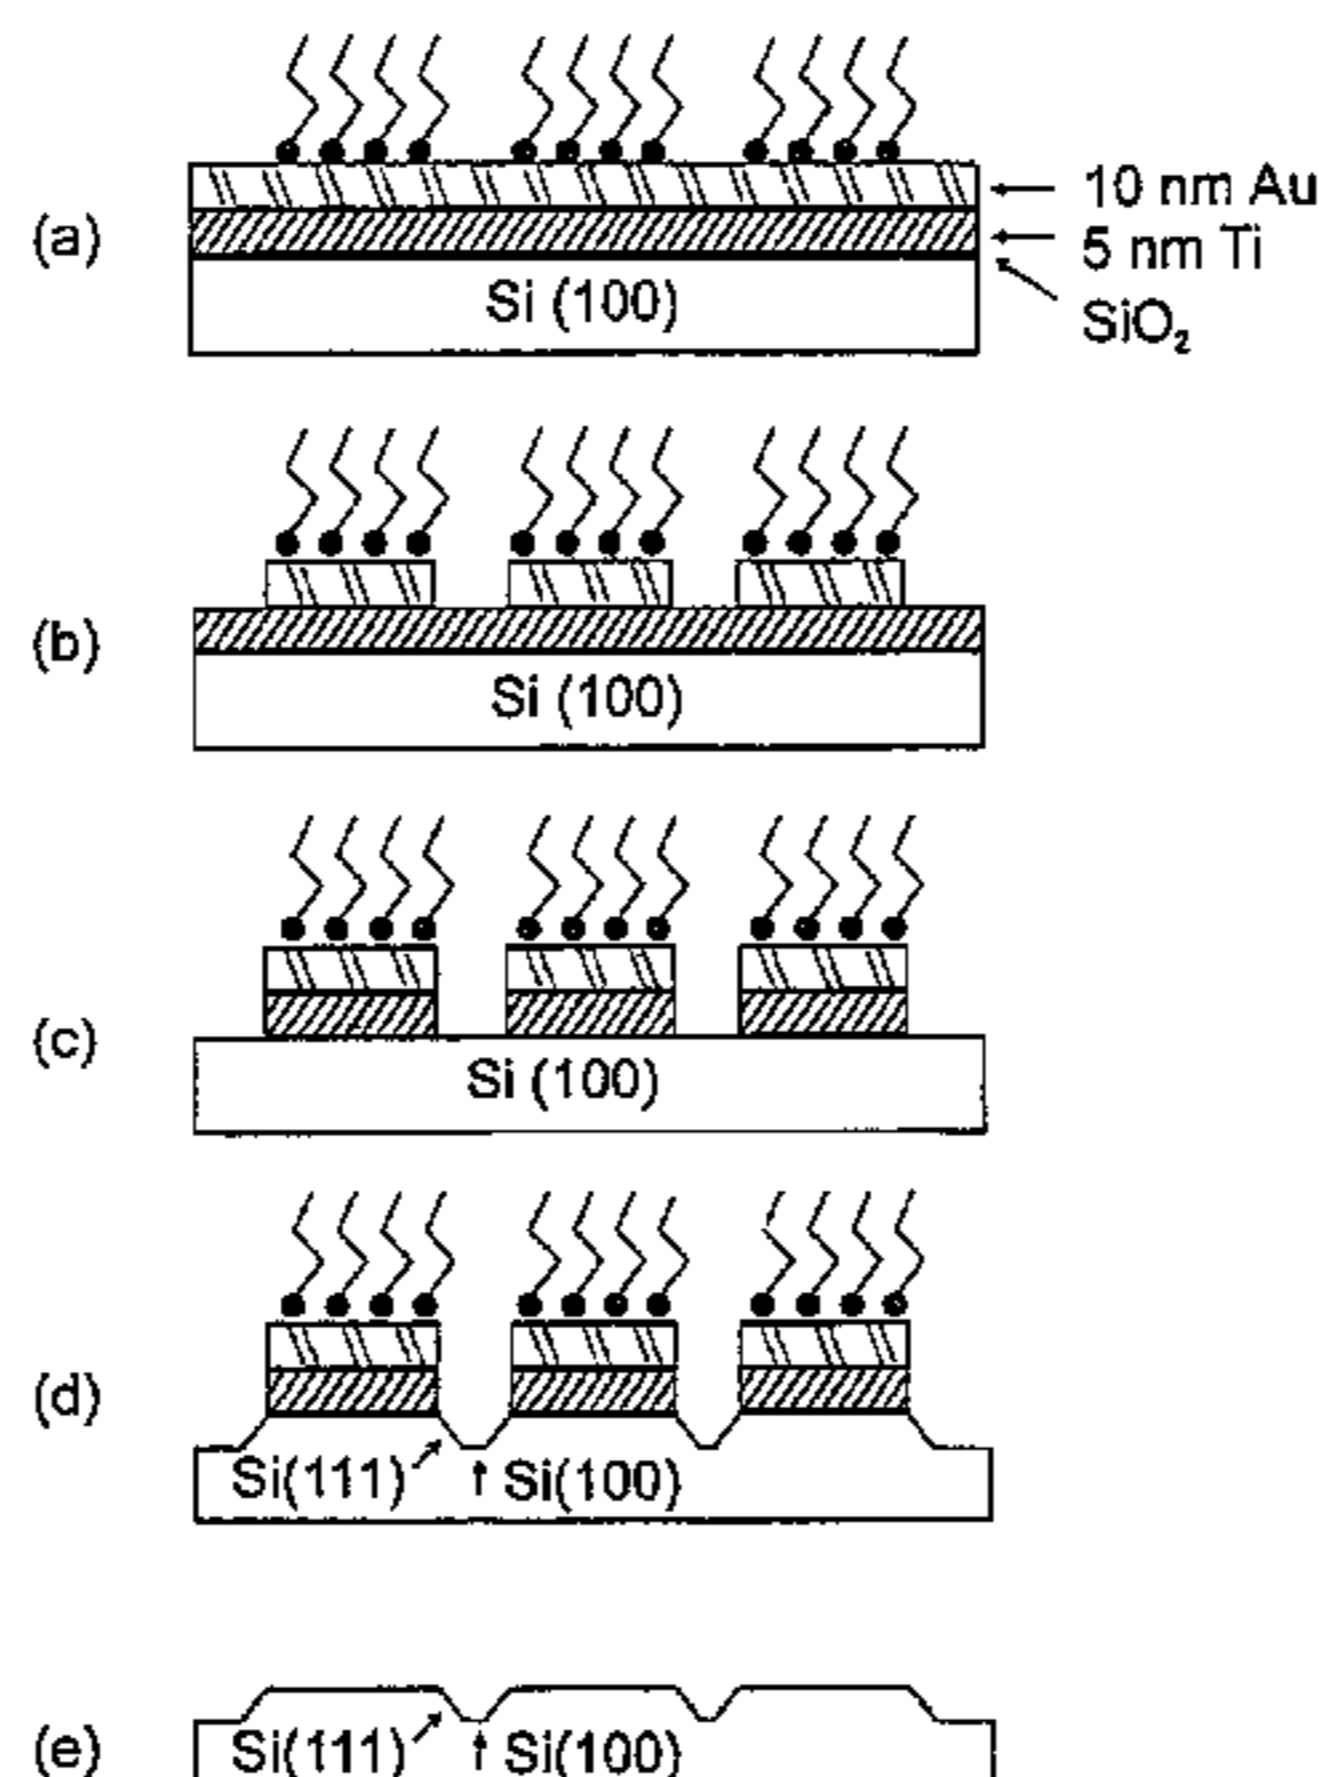 (a)
10 nm Au
5 nm Ti
SiO₂
Si (100)
(b)
Si (100)
(c)
Si (100)
(d)
Si(111)
Si(100)
(e)
Si(111)
Si(100)